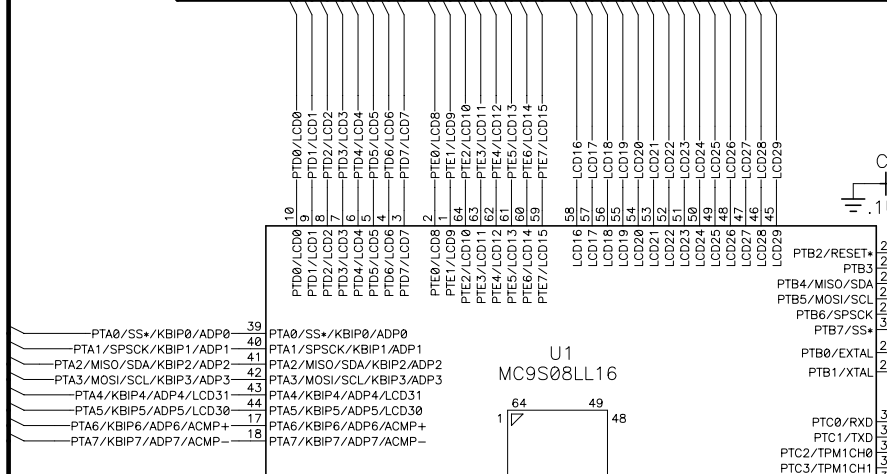 PTD0/LCD0
PTD1/LCD1
PTD2/LCD2
PTD3/LCD3
PTD4/LCD4
PTD5/LCD5
PTD6/LCD6
PTD7/LCD7
PTE0/LCD8
PTE1/LCD9
PTE2/LCD10
PTE3/LCD11
PTE4/LCD12
PTE5/LCD13
PTE6/LCD14
PTE7/LCD15
LCD16
LCD17
LCD18
LCD19
LCD20
LCD21
LCD22
LCD23
LCD24
LCD25
LCD26
LCD27
LCD28
LCD29
10
9
8
7
6
5
4
3
2
1
64
63
62
61
60
59
58
57
56
55
54
53
52
51
50
49
48
47
46
45
PTD0/LCD0
PTD1/LCD1
PTD2/LCD2
PTD3/LCD3
PTD4/LCD4
PTD5/LCD5
PTD6/LCD6
PTD7/LCD7
PTE0/LCD8
PTE1/LCD9
PTE2/LCD10
PTE3/LCD11
PTE4/LCD12
PTE5/LCD13
PTE6/LCD14
PTE7/LCD15
LCD16
LCD17
LCD18
LCD19
LCD20
LCD21
LCD22
LCD23
LCD24
LCD25
LCD26
LCD27
LCD28
LCD29
PTB2/RESET*
PTB3
PTB4/MISO/SDA
PTB5/MOSI/SCL
PTB6/SPSCK
PTB7/SS*
PTB0/EXTAL
PTB1/XTAL
PTC0/RXD
PTC1/TXD
PTC2/TPM1CH0
PTC3/TPM1CH1
PTA0/SS*/KBIP0/ADP0 39 PTA0/SS*/KBIP0/ADP0
PTA1/SPSCK/KBIP1/ADP1 40 PTA1/SPSCK/KBIP1/ADP1
PTA2/MISO/SDA/KBIP2/ADP2 41 PTA2/MISO/SDA/KBIP2/ADP2
PTA3/MOSI/SCL/KBIP3/ADP3 42 PTA3/MOSI/SCL/KBIP3/ADP3
PTA4/KBIP4/ADP4/LCD31 43 PTA4/KBIP4/ADP4/LCD31
PTA5/KBIP5/ADP5/LCD30 44 PTA5/KBIP5/ADP5/LCD30
PTA6/KBIP6/ADP6/ACMP+ 17 PTA6/KBIP6/ADP6/ACMP+
PTA7/KBIP7/ADP7/ACMP- 18 PTA7/KBIP7/ADP7/ACMP-
U1
MC9S08LL16
64 49
1 48